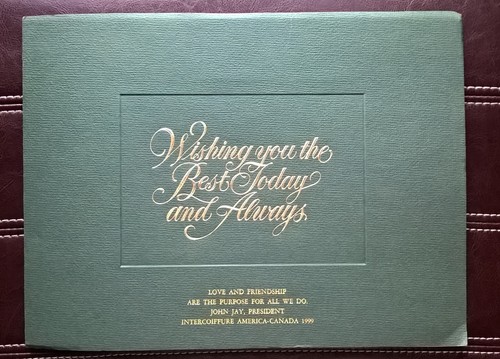 Wishing you the
Best Today
and Always.
LOVE AND FRIENDSHIP
ARE THE PURPOSE FOR ALL WE DO.
JOHN JAY, PRESIDENT
INTERCOIFFURE AMERICA-CANADA 1999